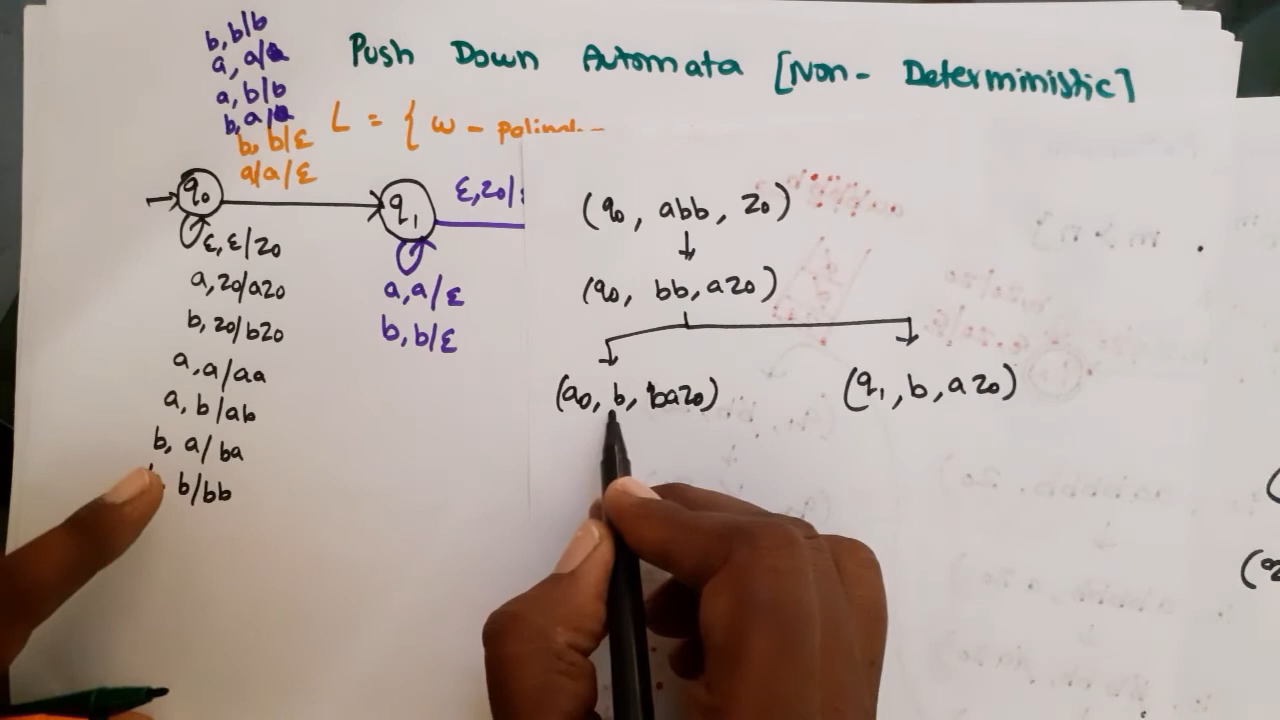 Push Down Automata [Non- Deterministic]
b, b/b
a, a/a
a, b/b
b, a/a
L = { w - polind..
b, b/ε
a/a/ε
q0
q1
ε,z0/
ε,ε/z0
a,z0/az0
b,z0/bz0
a,a/aa
a,b/ab
b, a/ba
b/bb
a,a/ε
b,b/ε
(q0, abb, z0)
(q0, bb,az0)
(q0, b, baz0)
(q1, b, az0)